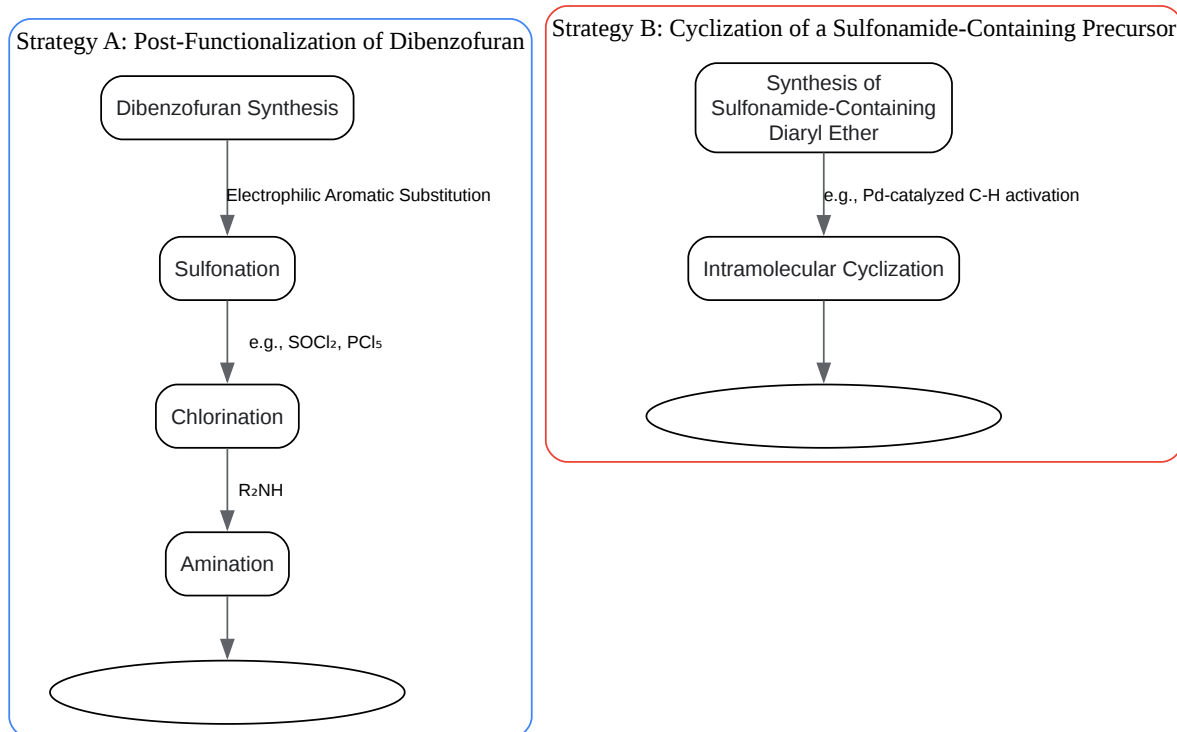 Strategy A: Post-Functionalization of Dibenzofuran
Dibenzofuran Synthesis
Electrophilic Aromatic Substitution
Sulfonation
e.g., SOCl₂, PCl₅
Chlorination
R₂NH
Amination
Strategy B: Cyclization of a Sulfonamide-Containing Precursor
Synthesis of
Sulfonamide-Containing
Diaryl Ether
e.g., Pd-catalyzed C-H activation
Intramolecular Cyclization